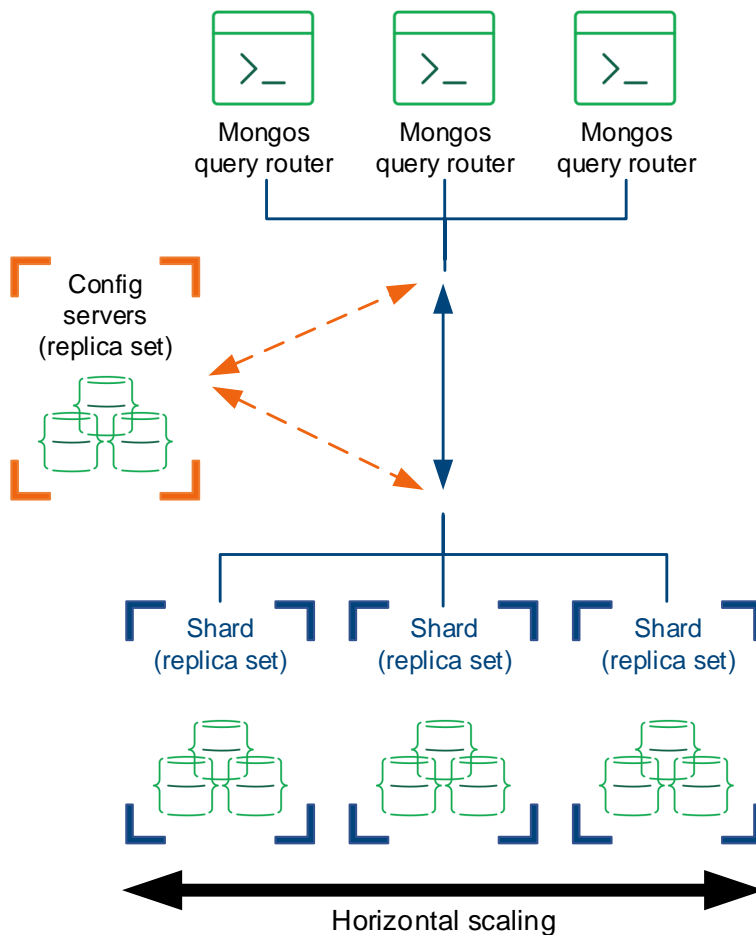 Mongos
query router
Mongos
query router
Mongos
query router
Config
servers
(replica set)
Shard
(replica set)
Shard
(replica set)
Shard
(replica set)
Horizontal scaling